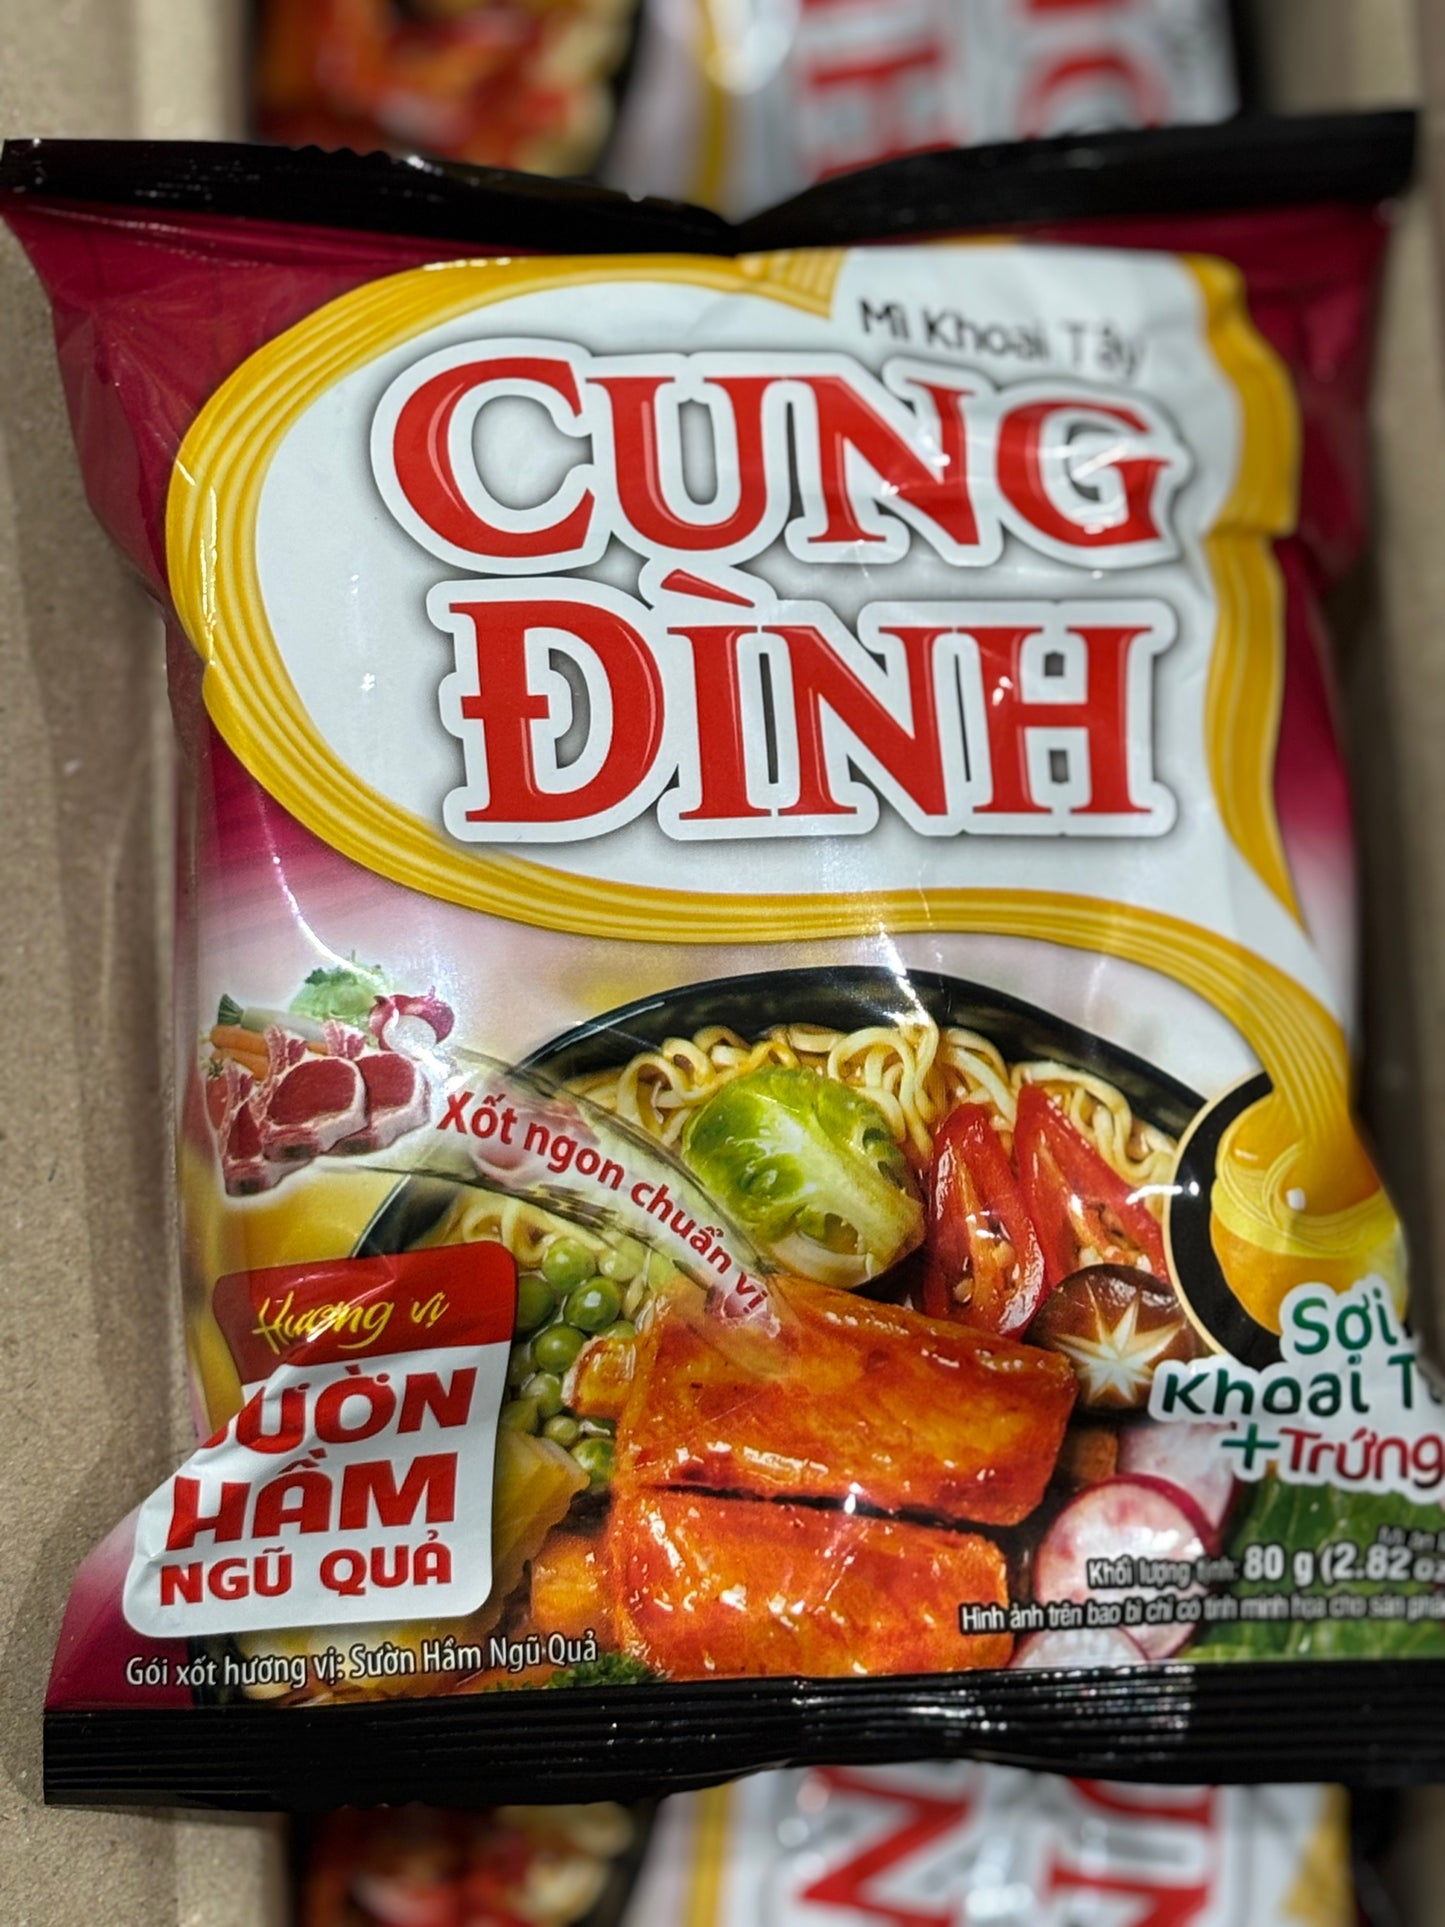 Mì Khoai Tây
CUNG
ĐÌNH
Xốt ngon chuẩn vị
Hương vị
SƯỜN
HẦM
NGŨ QUẢ
Sợi
Khoai
+Trứng
Khối lượng tịnh: 80 g (2.82
Hình ảnh trên bao bì chỉ có tính minh họa cho sản
Gói xốt hương vị: Sườn Hầm Ngũ Quả